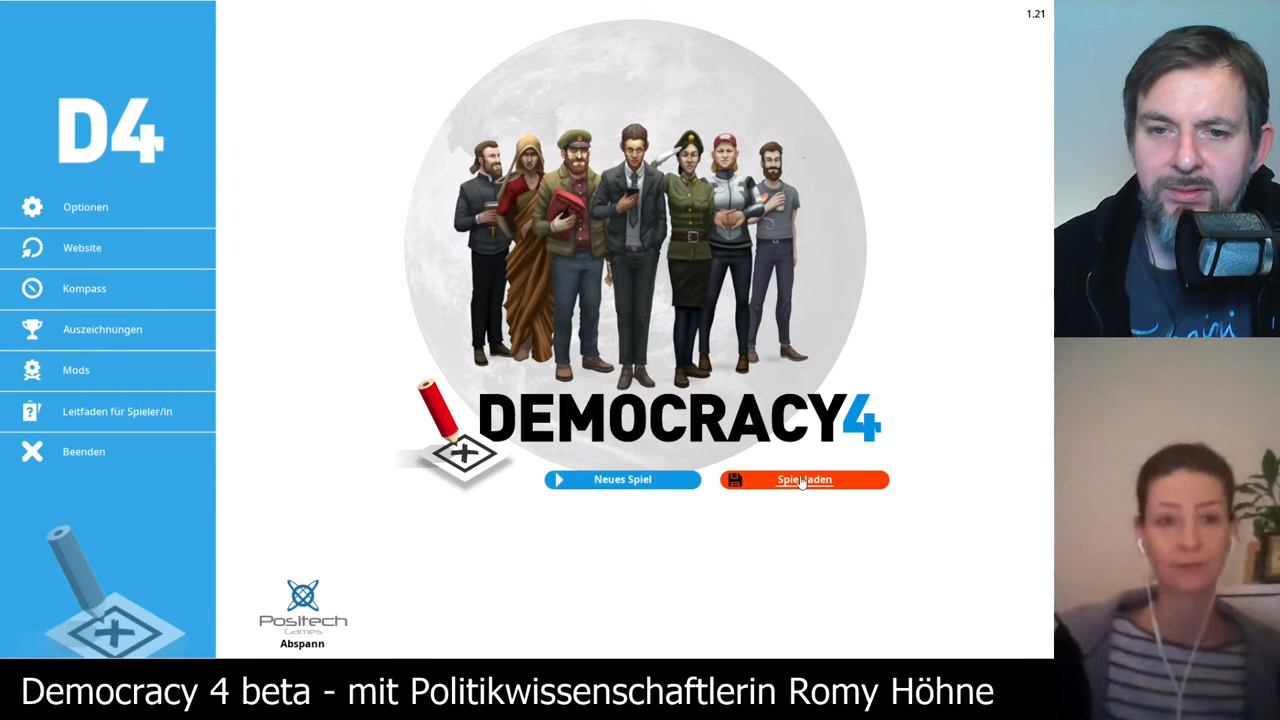 1.21
D4
Optionen
Website
Kompass
Auszeichnungen
Mods
Leitfaden für Spieler/in
Beenden
DEMOCRACY4
Neues Spiel
Spiel laden
Positech
Games
Abspann
Democracy 4 beta - mit Politikwissenschaftlerin Romy Höhne